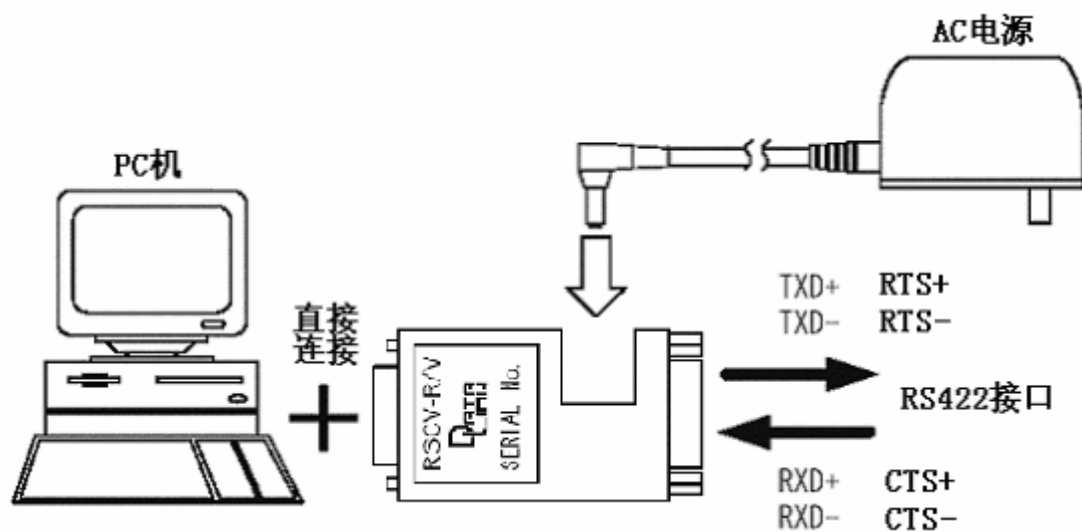 AC电源
PC机
直接
连接
TXD+ RTS+
TXD- RTS-
RS422接口
RXD+ CTS+
RXD- CTS-
RSCV-R/V
SERIAL No.